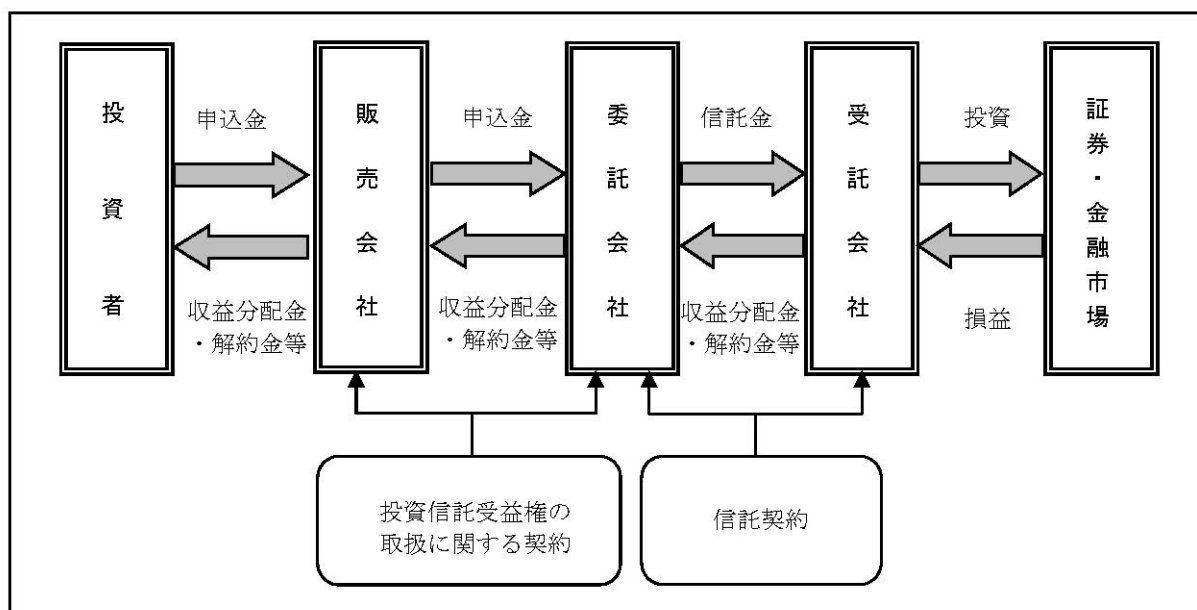 投資者
申込金
収益分配金
・解約金等
販売会社
申込金
収益分配金
・解約金等
委託会社
信託金
収益分配金
・解約金等
受託会社
投資
損益
証券・金融市場
投資信託受益権の
取扱に関する契約
信託契約